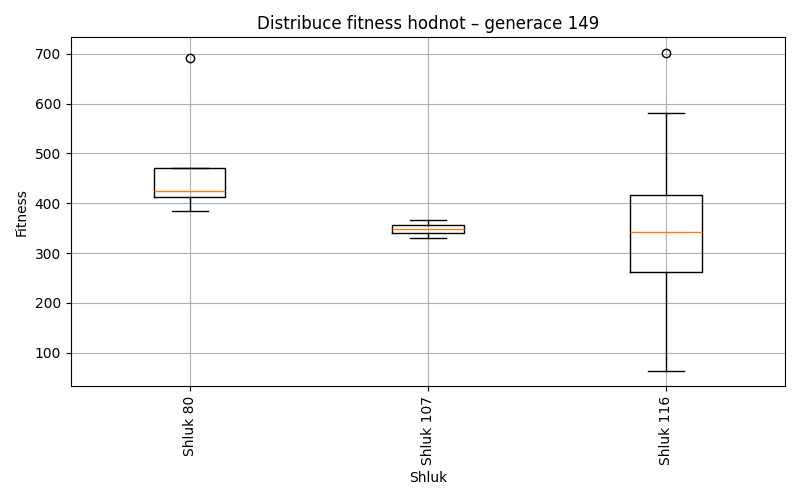 Distribuce fitness hodnot – generace 149
Fitness
700
600
500
400
300
200
100
Shluk 80
Shluk 107
Shluk 116
Shluk